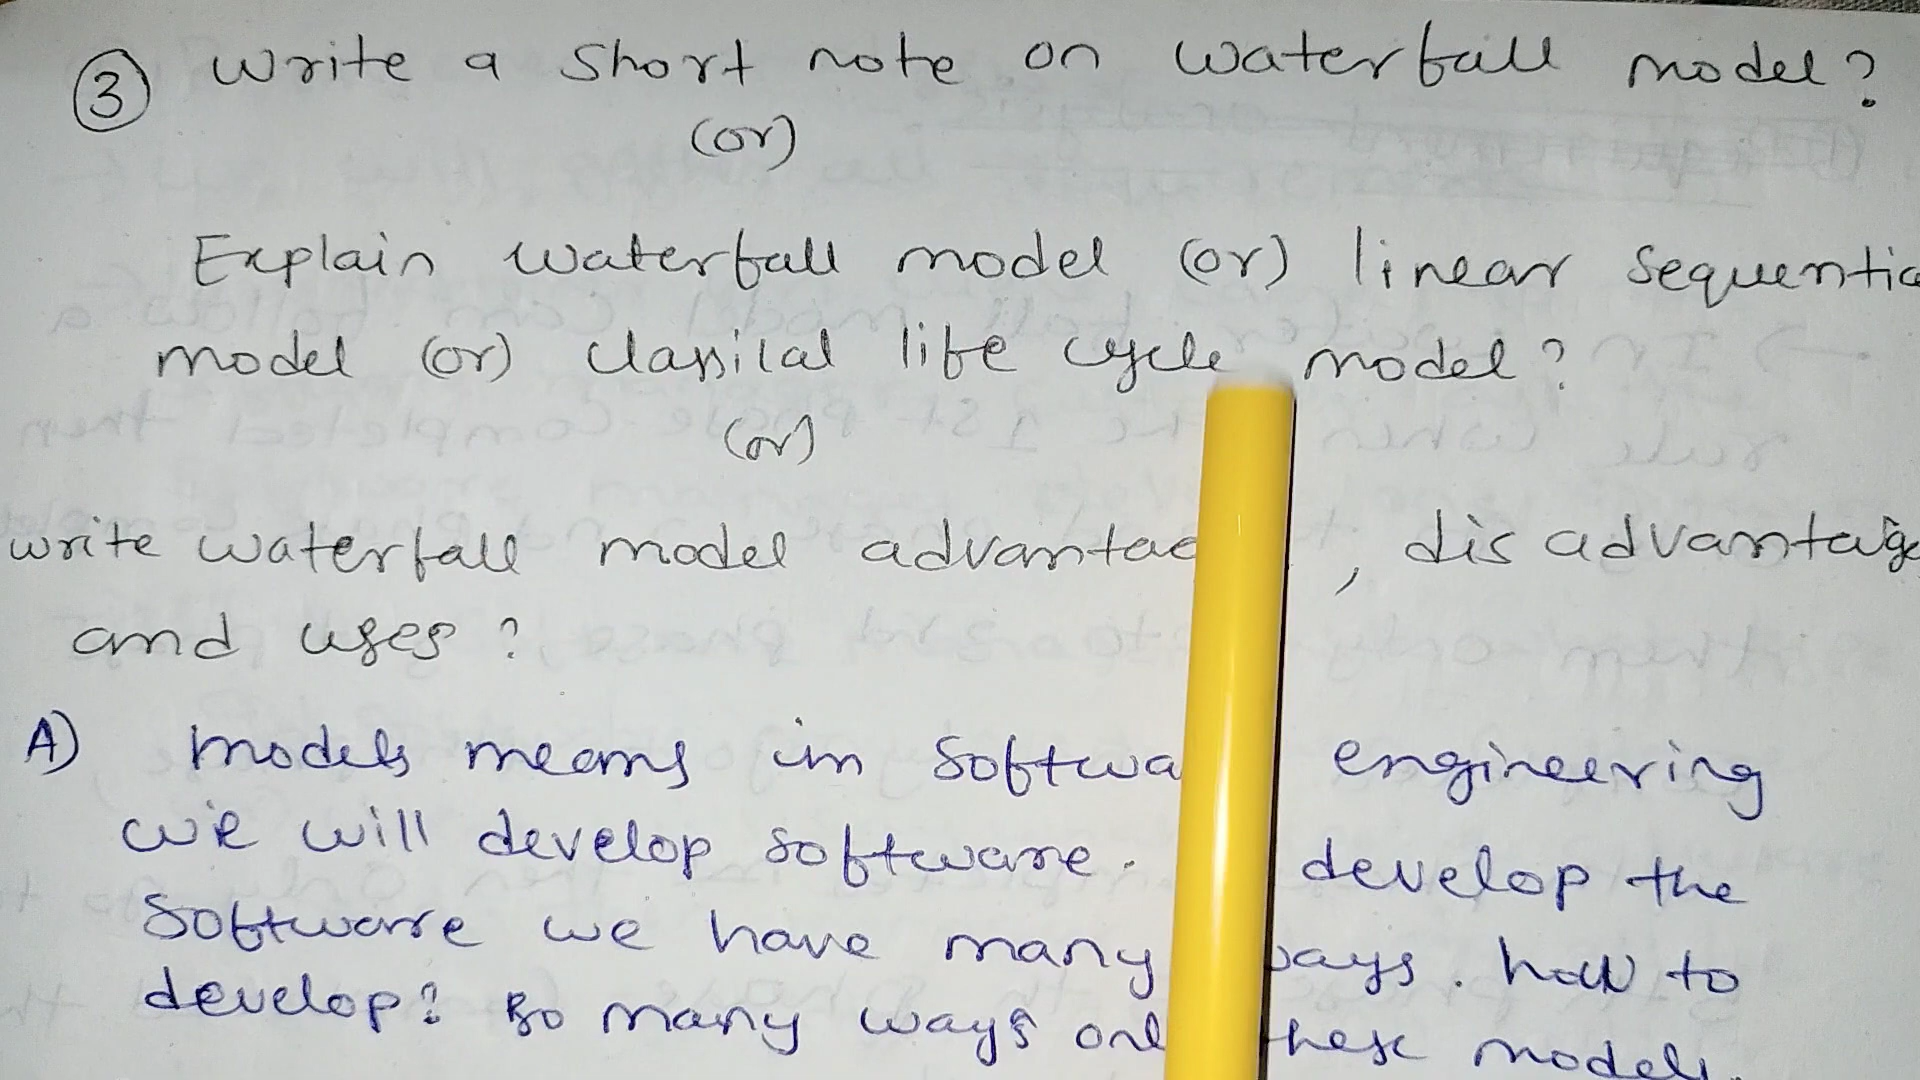 3 Write a short note on waterfall model?
(or)
Explain waterfall model (or) linear sequentia
model (or) classical life cycle model?
(or)
write waterfall model advantag , dis advantage
and uses?
A) models means in Softwa engineering
we will develop software. develop the
Software we have many ways. how to
develop? so many ways only these models.